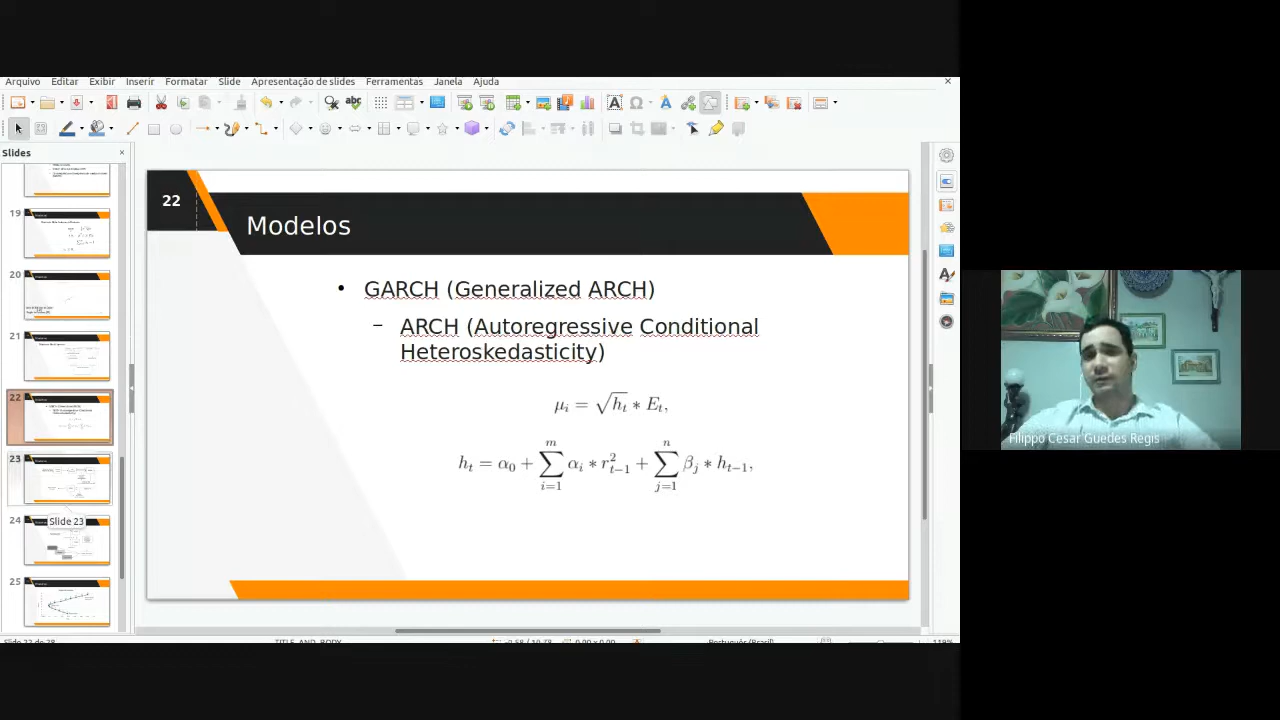 Arquivo Editar Exibir Inserir Formatar Slide Apresentação de slides Ferramentas Janela Ajuda
Slides
19
20
21
22
23
Slide 23
24
25
22
Modelos
• GARCH (Generalized ARCH)
– ARCH (Autoregressive Conditional
Heteroskedasticity)
μ_i = √h_t ∗ E_t,
h_t = α_0 + ∑_{i=1}^{m} α_i ∗ r_{t−1}^2 + ∑_{j=1}^{n} β_j ∗ h_{t−1},
Filippo Cesar Guedes Regis